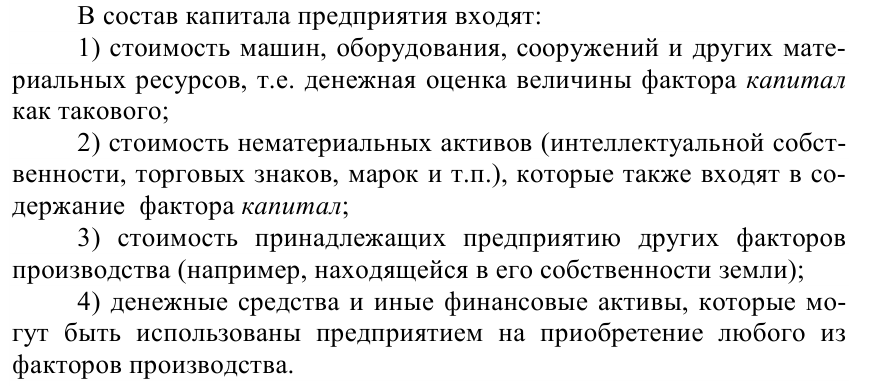 В состав капитала предприятия входят:
1) стоимость машин, оборудования, сооружений и других мате-
риальных ресурсов, т.е. денежная оценка величины фактора капитал
как такового;
2) стоимость нематериальных активов (интеллектуальной собст-
венности, торговых знаков, марок и т.п.), которые также входят в со-
держание фактора капитал;
3) стоимость принадлежащих предприятию других факторов
производства (например, находящейся в его собственности земли);
4) денежные средства и иные финансовые активы, которые мо-
гут быть использованы предприятием на приобретение любого из
факторов производства.